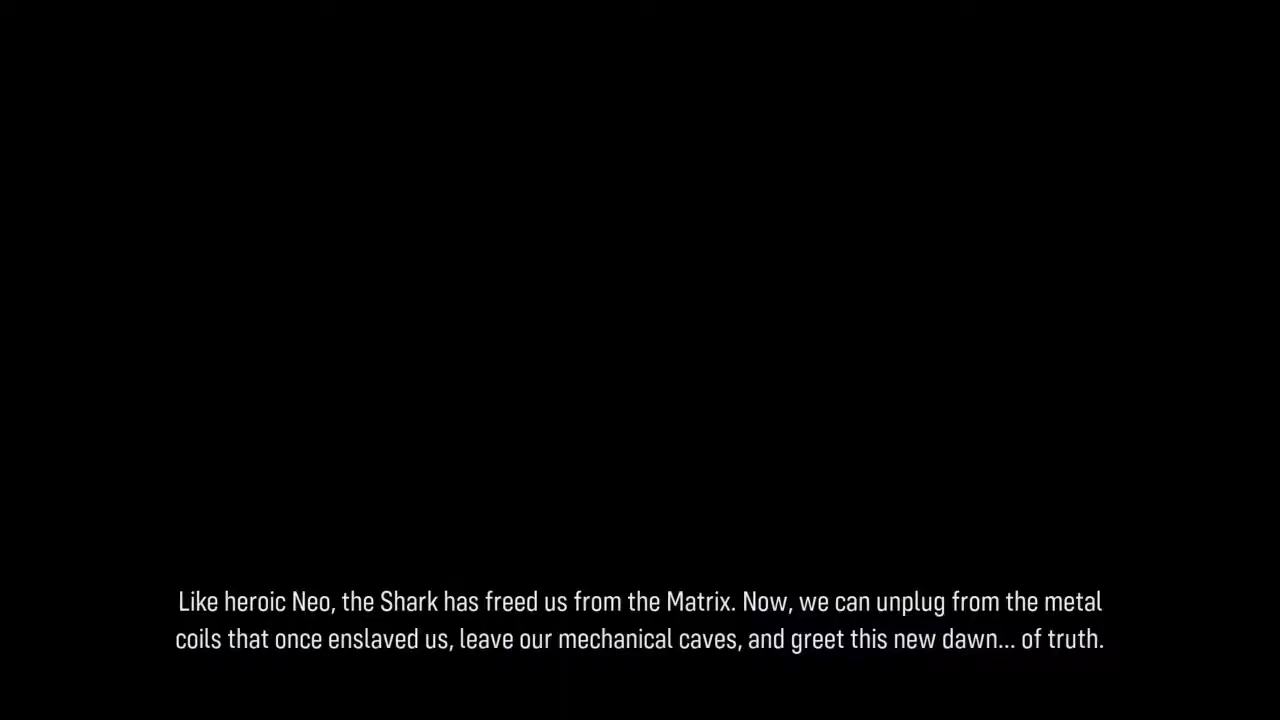 Like heroic Neo, the Shark has freed us from the Matrix. Now, we can unplug from the metal
coils that once enslaved us, leave our mechanical caves, and greet this new dawn... of truth.